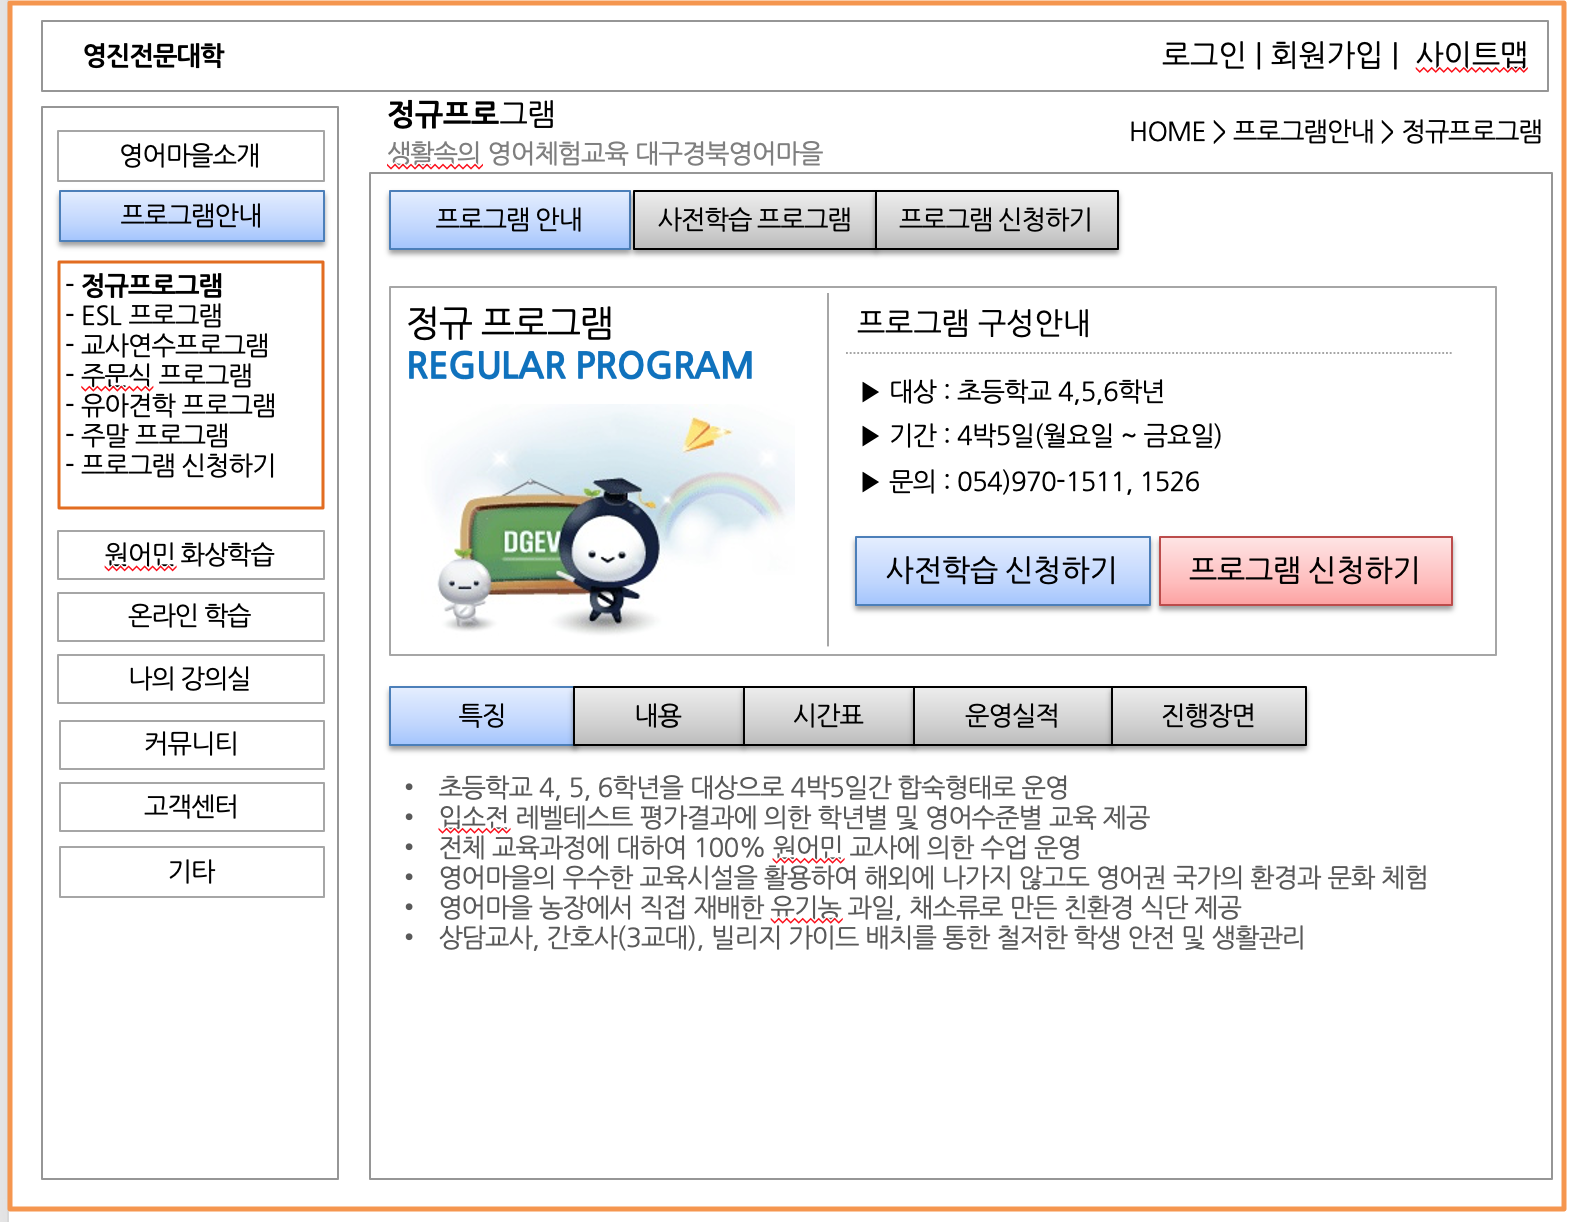 영진전문대학
로그인 | 회원가입 | 사이트맵
영어마을소개
프로그램안내
- 정규프로그램
- ESL 프로그램
- 교사연수프로그램
- 주문식 프로그램
- 유아견학 프로그램
- 주말 프로그램
- 프로그램 신청하기
원어민 화상학습
온라인 학습
나의 강의실
커뮤니티
고객센터
기타
정규프로그램
생활속의 영어체험교육 대구경북영어마을
HOME > 프로그램안내 > 정규프로그램
프로그램 안내
사전학습 프로그램
프로그램 신청하기
정규 프로그램
REGULAR PROGRAM
DGEV
프로그램 구성안내
▶ 대상 : 초등학교 4,5,6학년
▶ 기간 : 4박5일(월요일 ~ 금요일)
▶ 문의 : 054)970-1511, 1526
사전학습 신청하기
프로그램 신청하기
특징
내용
시간표
운영실적
진행장면
• 초등학교 4, 5, 6학년을 대상으로 4박5일간 합숙형태로 운영
• 입소전 레벨테스트 평가결과에 의한 학년별 및 영어수준별 교육 제공
• 전체 교육과정에 대하여 100% 원어민 교사에 의한 수업 운영
• 영어마을의 우수한 교육시설을 활용하여 해외에 나가지 않고도 영어권 국가의 환경과 문화 체험
• 영어마을 농장에서 직접 재배한 유기농 과일, 채소류로 만든 친환경 식단 제공
• 상담교사, 간호사(3교대), 빌리지 가이드 배치를 통한 철저한 학생 안전 및 생활관리